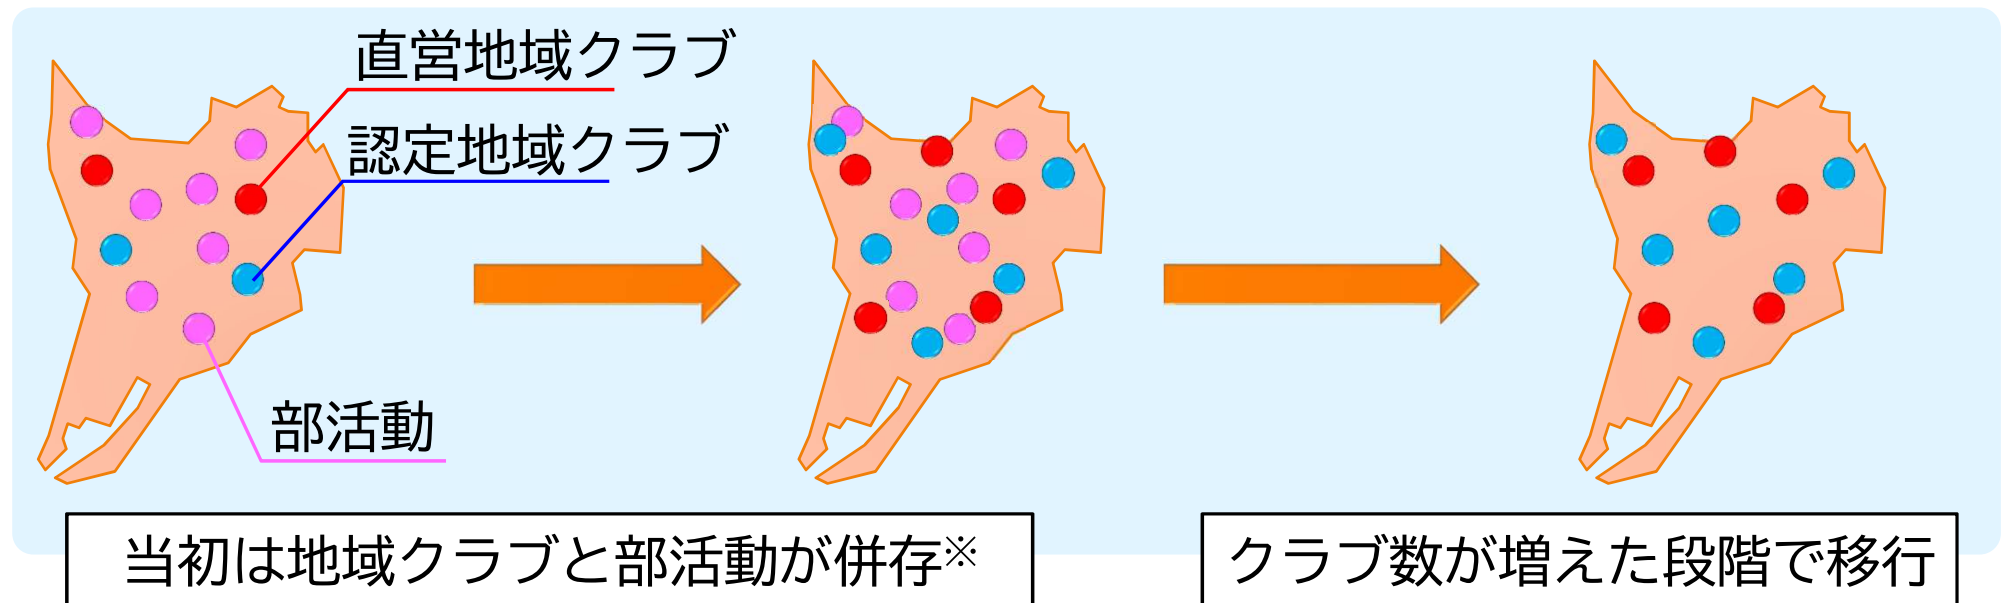 直営地域クラブ
認定地域クラブ
部活動
当初は地域クラブと部活動が併存※
クラブ数が増えた段階で移行